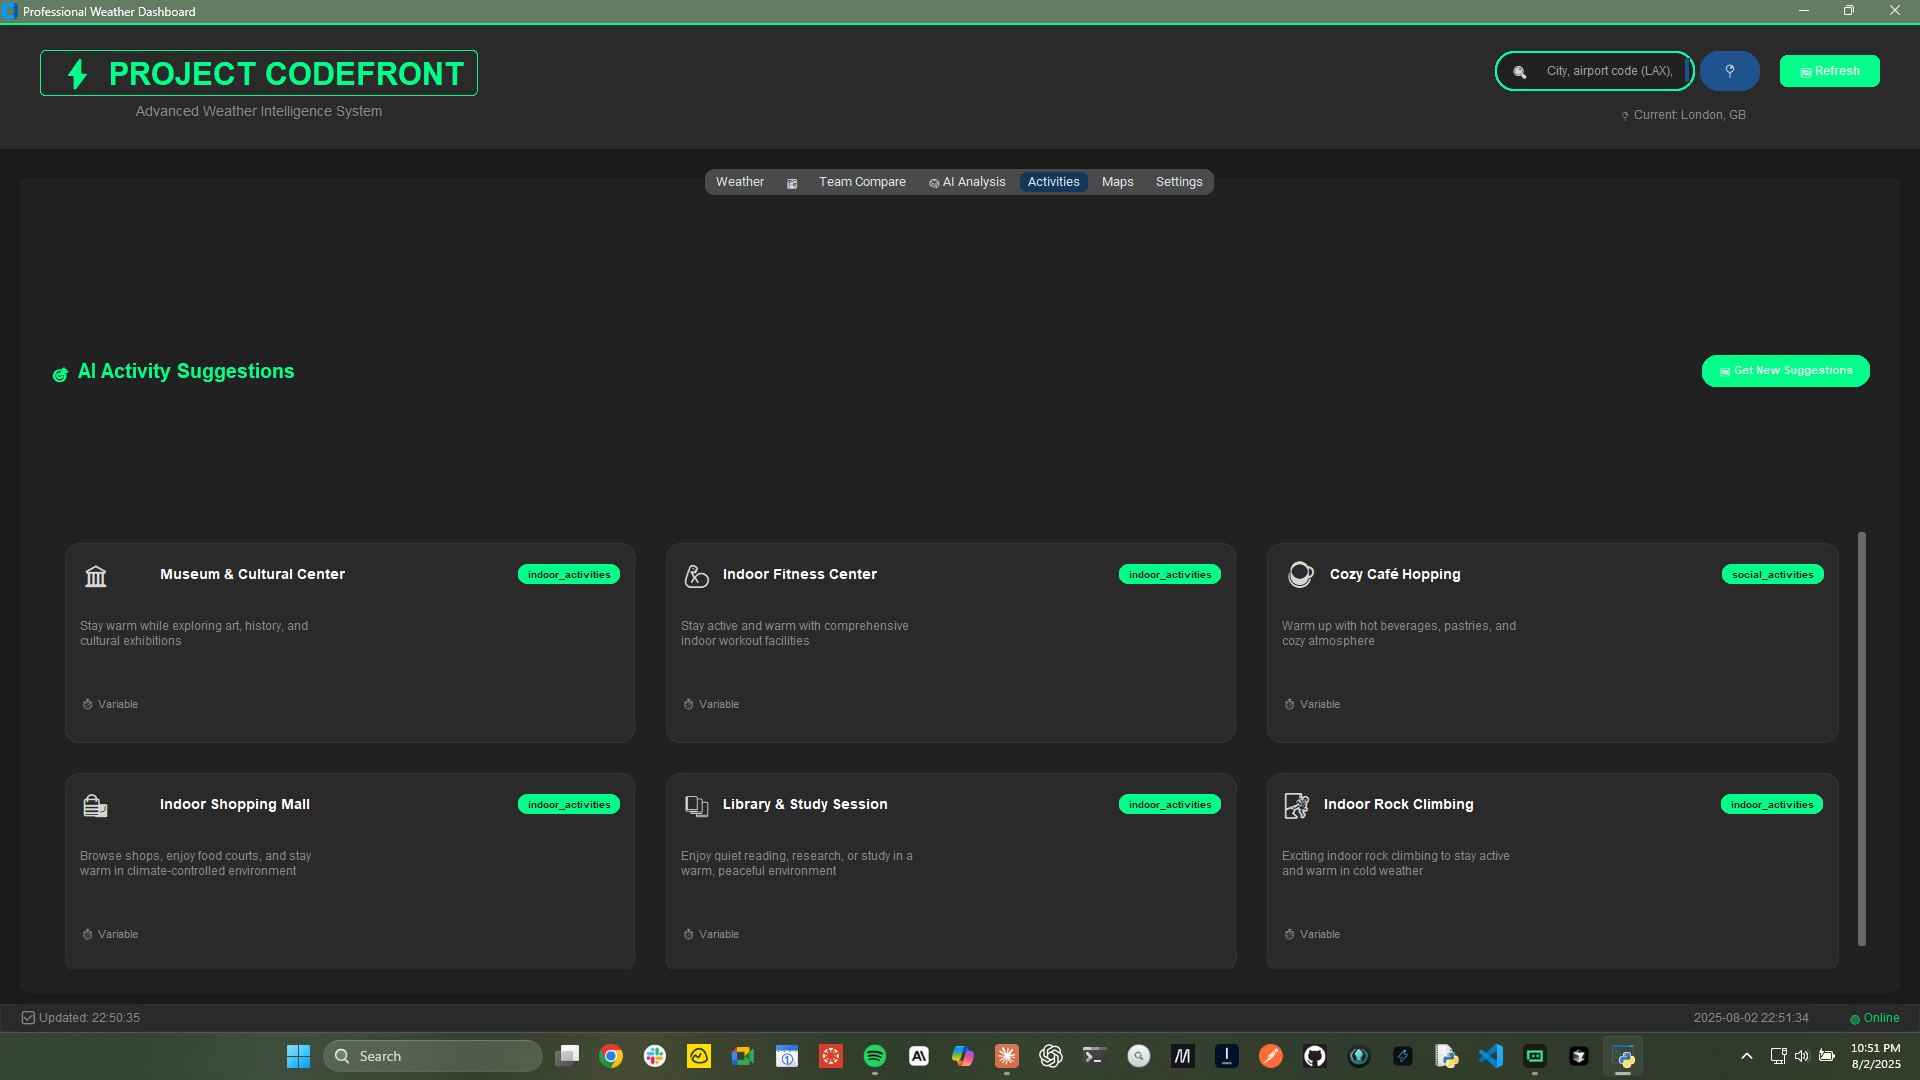 Professional Weather Dashboard
PROJECT CODEFRONT
Advanced Weather Intelligence System
City, airport code (LAX),
Refresh
Current: London, GB
Weather
Team Compare
AI Analysis
Activities
Maps
Settings
AI Activity Suggestions
Get New Suggestions
Museum & Cultural Center
indoor_activities
Stay warm while exploring art, history, and
cultural exhibitions
Variable
Indoor Fitness Center
indoor_activities
Stay active and warm with comprehensive
indoor workout facilities
Variable
Cozy Café Hopping
social_activities
Warm up with hot beverages, pastries, and
cozy atmosphere
Variable
Indoor Shopping Mall
indoor_activities
Browse shops, enjoy food courts, and stay
warm in climate-controlled environment
Variable
Library & Study Session
indoor_activities
Enjoy quiet reading, research, or study in a
warm, peaceful environment
Variable
Indoor Rock Climbing
indoor_activities
Exciting indoor rock climbing to stay active
and warm in cold weather
Variable
Updated: 22:50:35
2025-08-02 22:51:34
Online
Search
10:51 PM
8/2/2025